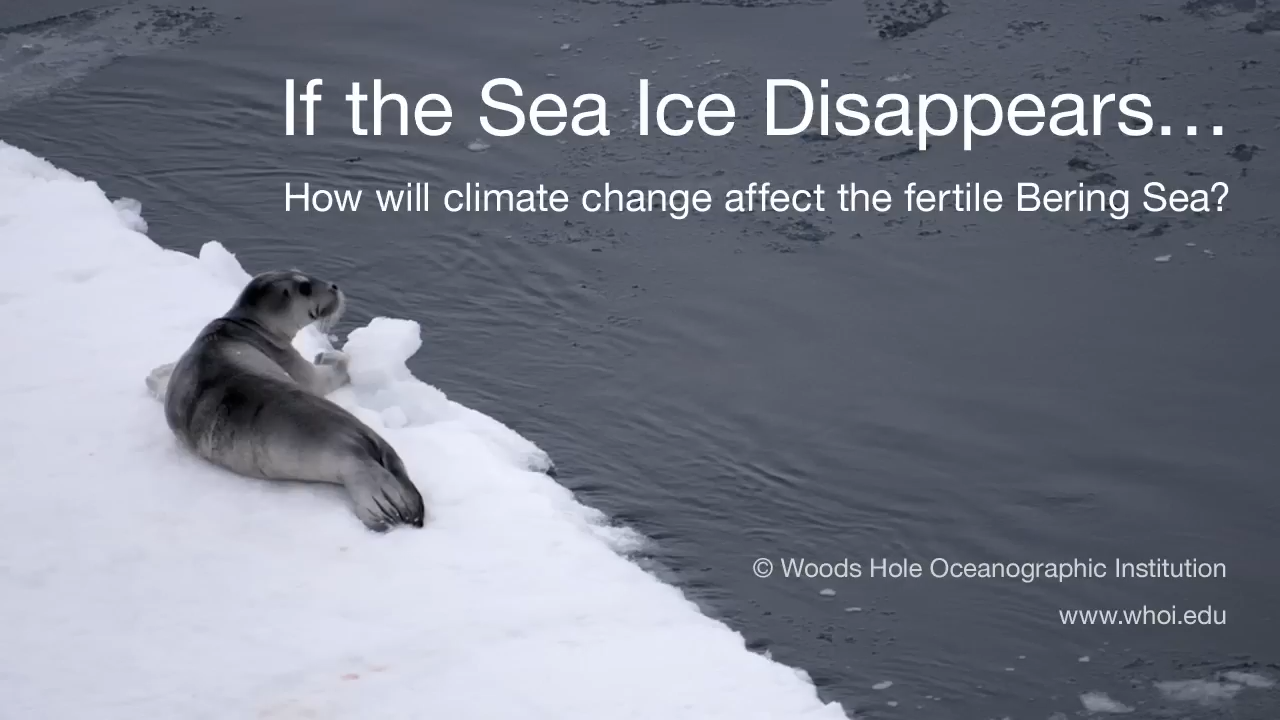 If the Sea Ice Disappears…
How will climate change affect the fertile Bering Sea?
© Woods Hole Oceanographic Institution
www.whoi.edu